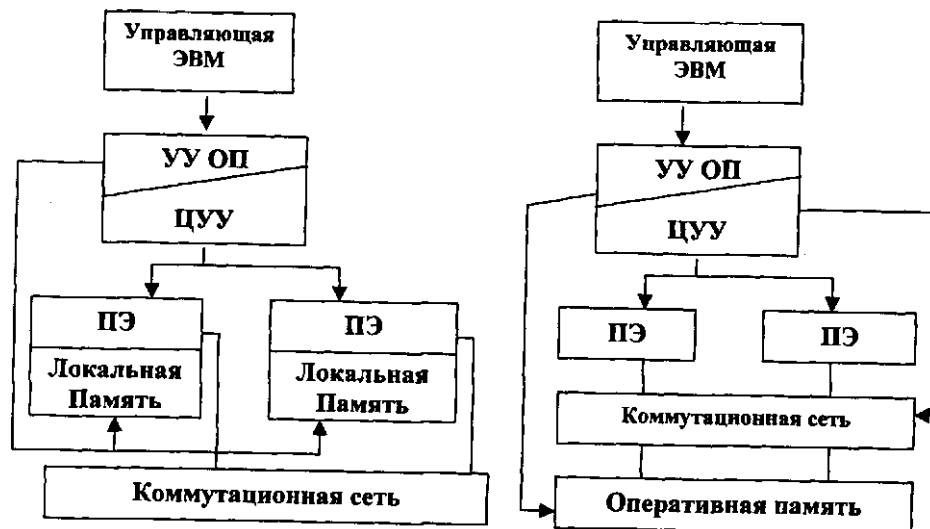 Управляющая
ЭВМ
УУ ОП
ЦУУ
ПЭ
Локальная
Память
ПЭ
Локальная
Память
Коммутационная сеть
Управляющая
ЭВМ
УУ ОП
ЦУУ
ПЭ
ПЭ
Коммутационная сеть
Оперативная память